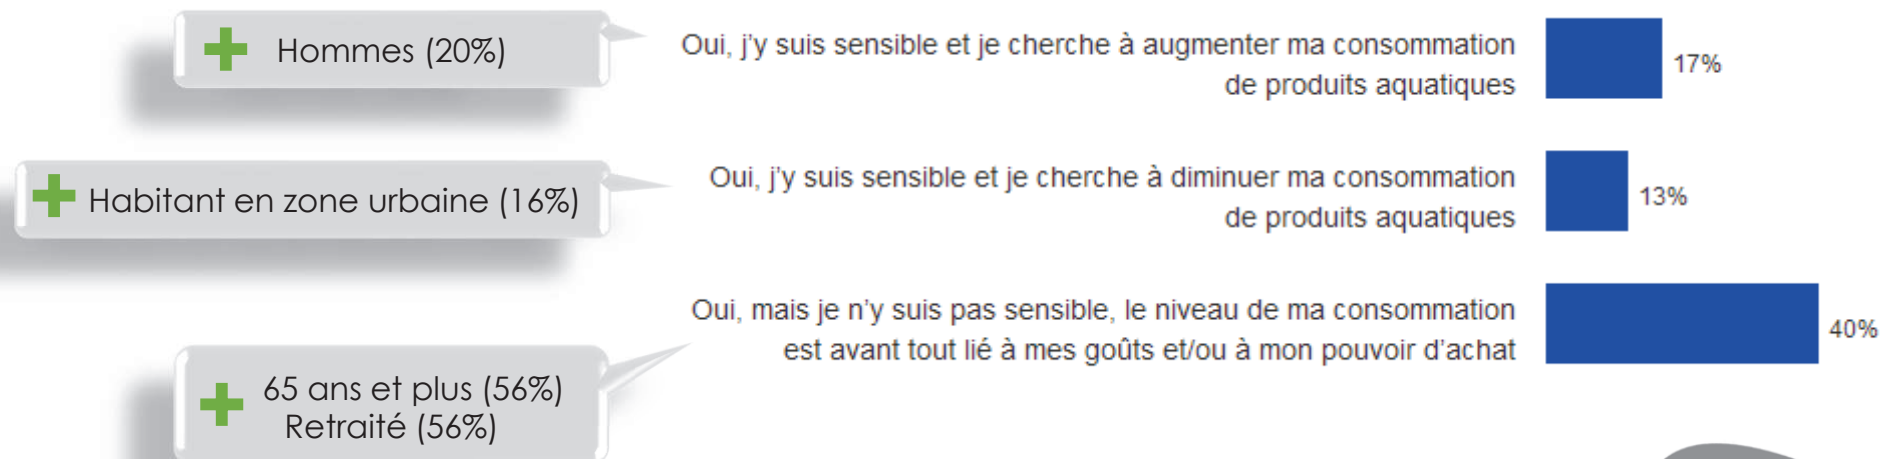 Hommes (20%)
Oui, j'y suis sensible et je cherche à augmenter ma consommation
de produits aquatiques
17%
Habitant en zone urbaine (16%)
Oui, j'y suis sensible et je cherche à diminuer ma consommation
de produits aquatiques
13%
Oui, mais je n'y suis pas sensible, le niveau de ma consommation
est avant tout lié à mes goûts et/ou à mon pouvoir d'achat
40%
65 ans et plus (56%)
Retraité (56%)